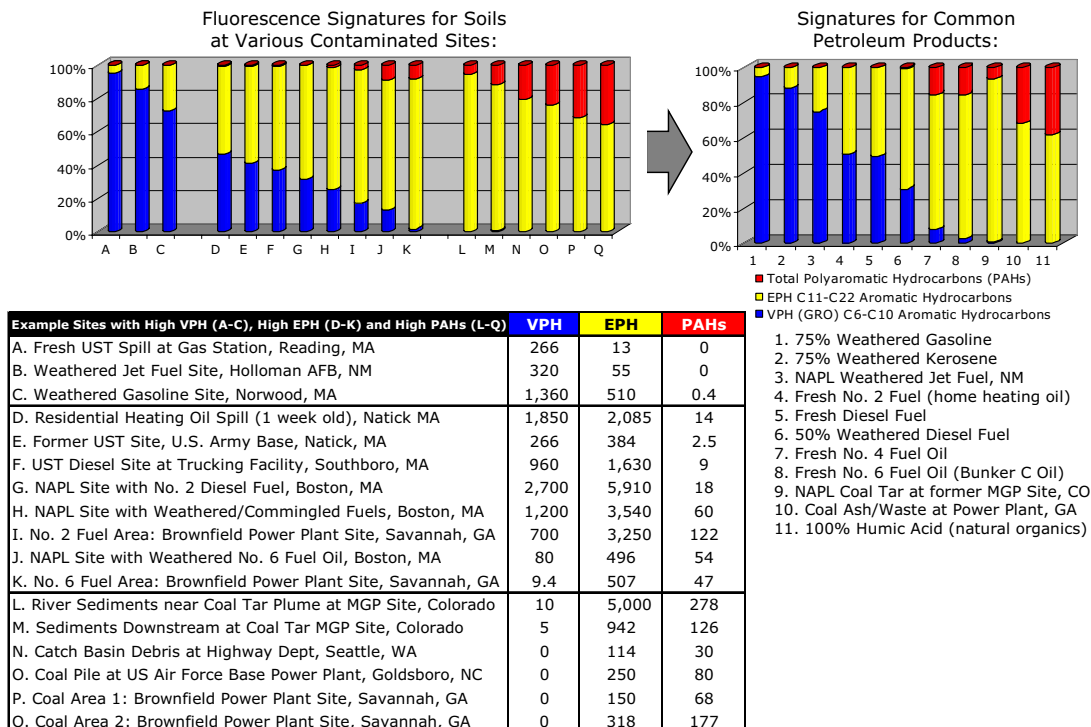 Fluorescence Signatures for Soils
at Various Contaminated Sites:
Signatures for Common
Petroleum Products:
100%
80%
60%
40%
20%
0%
A B C D E F G H I J K L M N O P Q
100%
80%
60%
40%
20%
0%
1 2 3 4 5 6 7 8 9 10 11
Total Polyaromatic Hydrocarbons (PAHs)
EPH C11-C22 Aromatic Hydrocarbons
VPH (GRO) C6-C10 Aromatic Hydrocarbons
Example Sites with High VPH (A-C), High EPH (D-K) and High PAHs (L-Q) VPH EPH PAHs
A. Fresh UST Spill at Gas Station, Reading, MA 266 13 0
B. Weathered Jet Fuel Site, Holloman AFB, NM 320 55 0
C. Weathered Gasoline Site, Norwood, MA 1,360 510 0.4
D. Residential Heating Oil Spill (1 week old), Natick MA 1,850 2,085 14
E. Former UST Site, U.S. Army Base, Natick, MA 266 384 2.5
F. UST Diesel Site at Trucking Facility, Southboro, MA 960 1,630 9
G. NAPL Site with No. 2 Diesel Fuel, Boston, MA 2,700 5,910 18
H. NAPL Site with Weathered/Commingled Fuels, Boston, MA 1,200 3,540 60
I. No. 2 Fuel Area: Brownfield Power Plant Site, Savannah, GA 700 3,250 122
J. NAPL Site with Weathered No. 6 Fuel Oil, Boston, MA 80 496 54
K. No. 6 Fuel Area: Brownfield Power Plant Site, Savannah, GA 9.4 507 47
L. River Sediments near Coal Tar Plume at MGP Site, Colorado 10 5,000 278
M. Sediments Downstream at Coal Tar MGP Site, Colorado 5 942 126
N. Catch Basin Debris at Highway Dept, Seattle, WA 0 114 30
O. Coal Pile at US Air Force Base Power Plant, Goldsboro, NC 0 250 80
P. Coal Area 1: Brownfield Power Plant Site, Savannah, GA 0 150 68
Q. Coal Area 2: Brownfield Power Plant Site, Savannah, GA 0 318 177
1. 75% Weathered Gasoline
2. 75% Weathered Kerosene
3. NAPL Weathered Jet Fuel, NM
4. Fresh No. 2 Fuel (home heating oil)
5. Fresh Diesel Fuel
6. 50% Weathered Diesel Fuel
7. Fresh No. 4 Fuel Oil
8. Fresh No. 6 Fuel Oil (Bunker C Oil)
9. NAPL Coal Tar at former MGP Site, CO
10. Coal Ash/Waste at Power Plant, GA
11. 100% Humic Acid (natural organics)